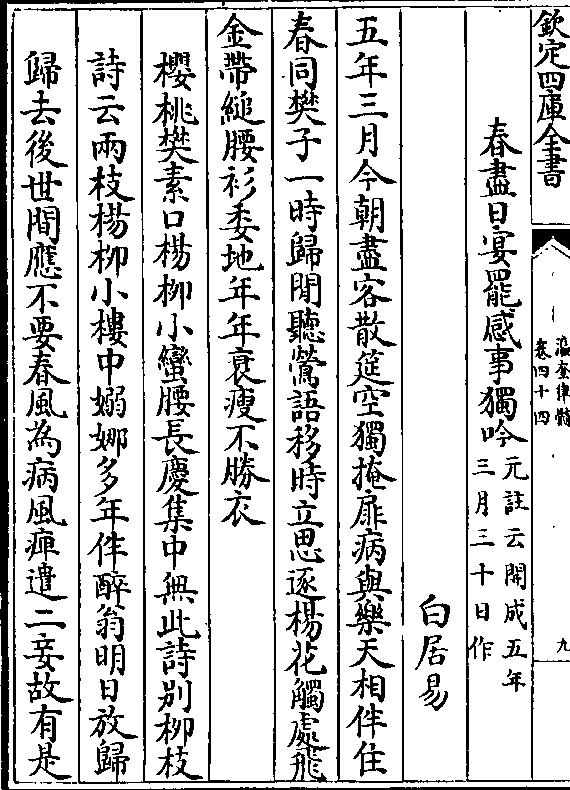 欽定四庫全書
瀛奎律髓
卷四十四
九
春盡日宴罷感事獨吟元註云開成五年
三月三十日作
白居易
五年三月今朝盡客散筵空獨掩扉病與樂天相伴住
春同樊子一時歸閒聽鶯語移時立思逐楊花觸處飛
金帶縋腰衫委地年年衰瘦不勝衣
櫻桃樊素口楊柳小蠻腰長慶集中無此詩别柳枝
詩云兩枝楊柳小樓中嫋娜多年伴醉翁明日放歸
歸去後世間應不要春風為病風痺遣二妾故有是